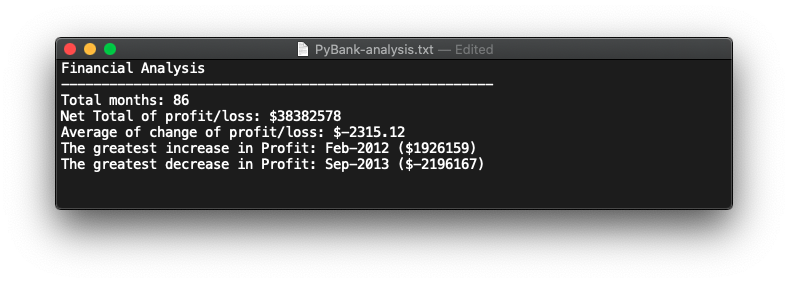 PyBank-analysis.txt — Edited
Financial Analysis
------------------------------------------------------
Total months: 86
Net Total of profit/loss: $38382578
Average of change of profit/loss: $-2315.12
The greatest increase in Profit: Feb-2012 ($1926159)
The greatest decrease in Profit: Sep-2013 ($-2196167)